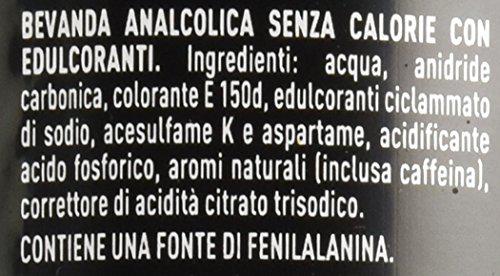 BEVANDA ANALCOLICA SENZA CALORIE CON
EDULCORANTI. Ingredienti: acqua, anidride
carbonica, colorante E 150d, edulcoranti ciclammato
di sodio, acesulfame K e aspartame, acidificante
acido fosforico, aromi naturali (inclusa caffeina),
correttore di acidità citrato trisodico.
CONTIENE UNA FONTE DI FENILALANINA.